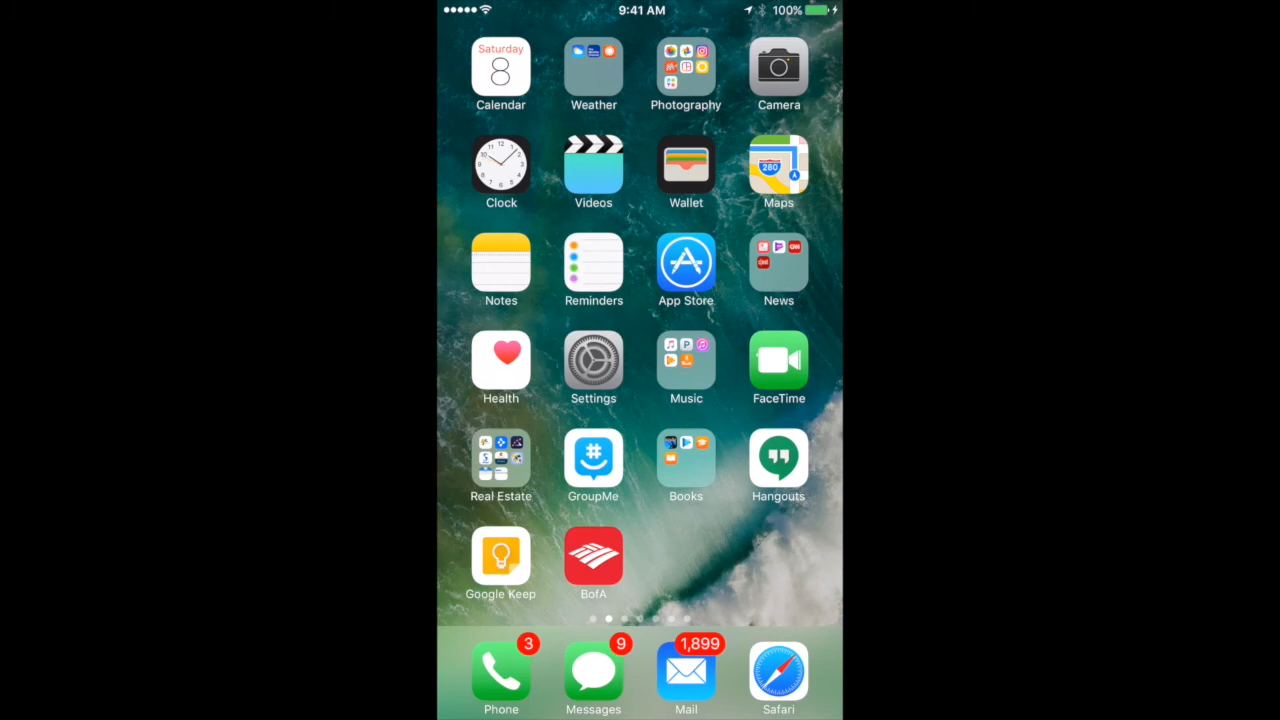 9:41 AM 100%
Saturday
8
Calendar Weather Photography Camera
12
280
Clock Videos Wallet Maps
Notes Reminders App Store News
Health Settings Music FaceTime
Real Estate GroupMe Books Hangouts
Google Keep BofA
3 9 1,899
Phone Messages Mail Safari